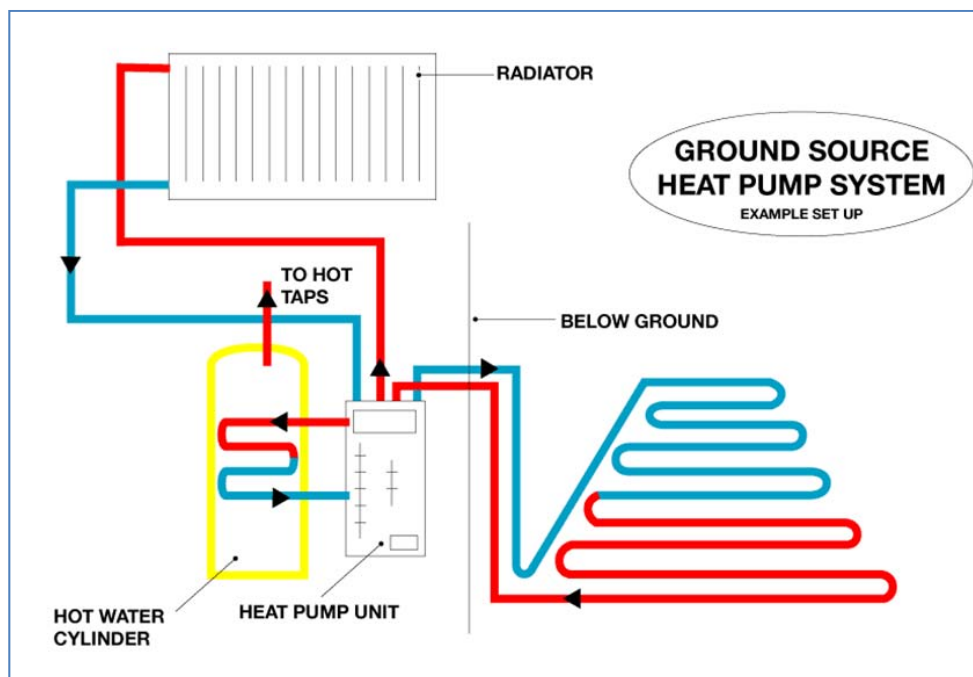 RADIATOR
GROUND SOURCE
HEAT PUMP SYSTEM
EXAMPLE SET UP
TO HOT
TAPS
BELOW GROUND
HOT WATER
CYLINDER
HEAT PUMP UNIT